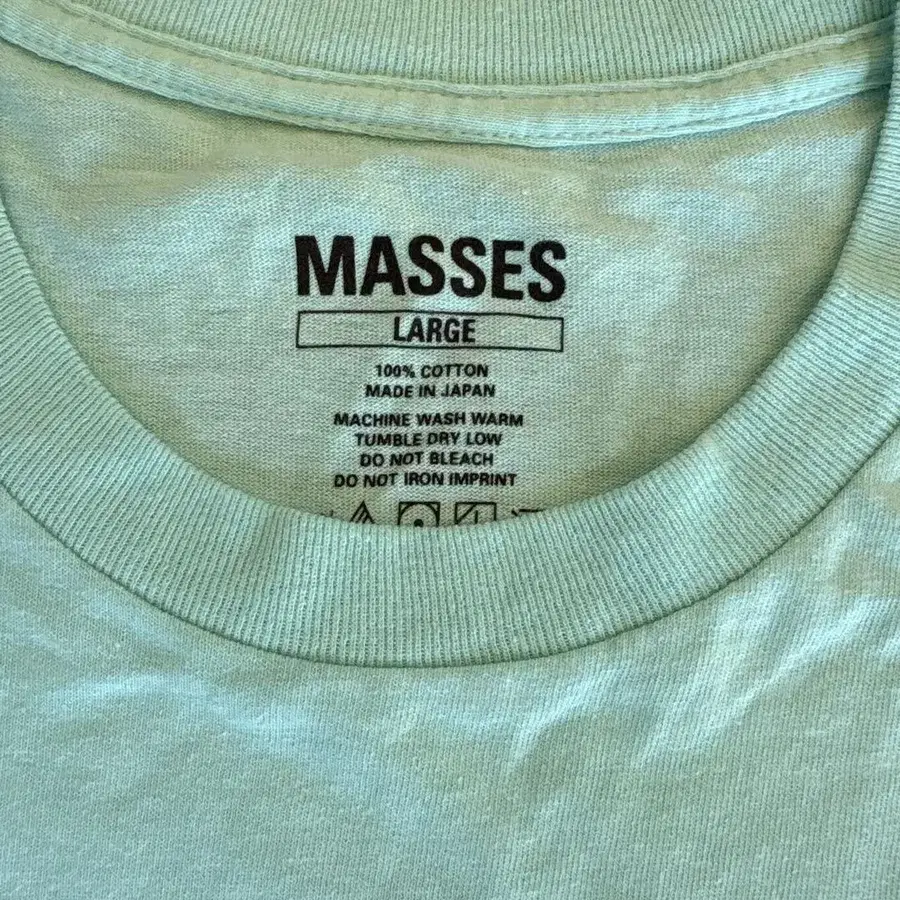 MASSES
LARGE
100% COTTON
MADE IN JAPAN
MACHINE WASH WARM
TUMBLE DRY LOW
DO NOT BLEACH
DO NOT IRON IMPRINT